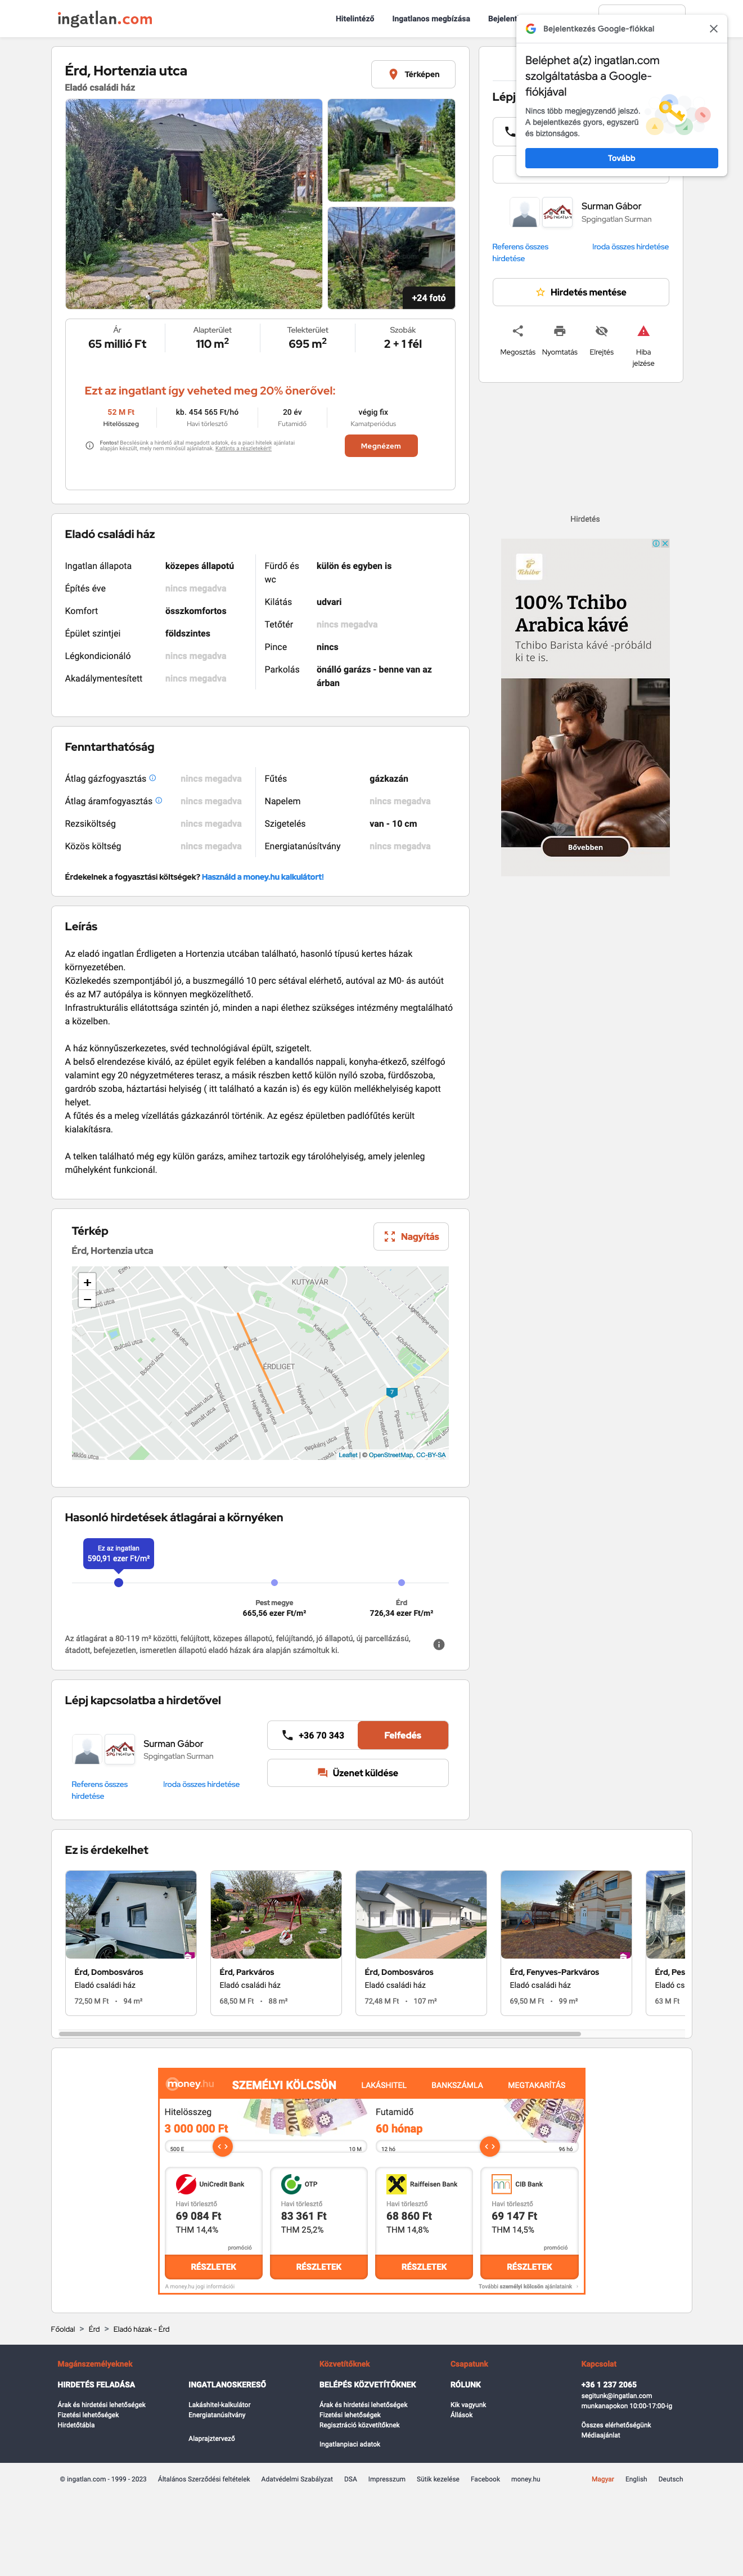 ingatlan.com
Hitelintéző Ingatlanos megbízása
Bejelentkezés Google-fiókkal
Beléphet a(z) ingatlan.com
szolgáltatásba a Google-
fiókjával
Nincs több megjegyzendő jelszó.
A bejelentkezés gyors, egyszerű
és biztonságos.
Tovább
Érd, Hortenzia utca
Eladó családi ház
Térképen
+24 fotó
Ár Alapterület Telekterület Szobák
65 millió Ft 110 m² 695 m² 2 + 1 fél
Ezt az ingatlant így veheted meg 20% önerővel:
52 M Ft kb. 454 565 Ft/hó 20 év végig fix
Hitelösszeg Havi törlesztő Futamidő Kamatperiódus
Fontos! Becslésünk a hirdető által megadott adatok, és a piaci hitelek ajánlatai
alapján készült, mely nem minősül ajánlatnak. Kattints a részletekért!
Megnézem
Surman Gábor
Spgingatlan Surman
Referens összes
hirdetése
Iroda összes hirdetése
Hirdetés mentése
Megosztás Nyomtatás Elrejtés Hiba
jelzése
Eladó családi ház
Ingatlan állapota közepes állapotú
Építés éve nincs megadva
Komfort összkomfortos
Épület szintjei földszintes
Légkondicionáló nincs megadva
Akadálymentesített nincs megadva
Fürdő és
wc
külön és egyben is
Kilátás udvari
Tetőtér nincs megadva
Pince nincs
Parkolás önálló garázs - benne van az
árban
Hirdetés
Tchibo
100% Tchibo
Arabica kávé
Tchibo Barista kávé -próbáld
ki te is.
Bővebben
Fenntarthatóság
Átlag gázfogyasztás nincs megadva
Átlag áramfogyasztás nincs megadva
Rezsiköltség nincs megadva
Közös költség nincs megadva
Fűtés gázkazán
Napelem nincs megadva
Szigetelés van - 10 cm
Energiatanúsítvány nincs megadva
Érdekelnek a fogyasztási költségek? Használd a money.hu kalkulátort!
Leírás
Az eladó ingatlan Érdligeten a Hortenzia utcában található, hasonló típusú kertes házak
környezetében.
Közlekedés szempontjából jó, a buszmegálló 10 perc sétával elérhető, autóval az M0- ás autóút
és az M7 autópálya is könnyen megközelíthető.
Infrastrukturális ellátottsága szintén jó, minden a napi élethez szükséges intézmény megtalálható
a közelben.
A ház könnyűszerkezetes, svéd technológiával épült, szigetelt.
A belső elrendezése kiváló, az épület egyik felében a kandallós nappali, konyha-étkező, szélfogó
valamint egy 20 négyzetméteres terasz, a másik részben kettő külön nyíló szoba, fürdőszoba,
gardrób szoba, háztartási helyiség ( itt található a kazán is) és egy külön mellékhelyiség kapott
helyet.
A fűtés és a meleg vízellátás gázkazánról történik. Az egész épületben padlófűtés került
kialakításra.
A telken található még egy külön garázs, amihez tartozik egy tárolóhelyiség, amely jelenleg
műhelyként funkcionál.
Térkép
Érd, Hortenzia utca
Nagyítás
+
−
KUTYAVÁR
ÉRDLIGET
7
Leaflet | © OpenStreetMap, CC-BY-SA
Hasonló hirdetések átlagárai a környéken
Ez az ingatlan
590,91 ezer Ft/m²
Pest megye Érd
665,56 ezer Ft/m² 726,34 ezer Ft/m²
Az átlagárat a 80-119 m² közötti, felújított, közepes állapotú, felújítandó, jó állapotú, új parcellázású,
átadott, befejezetlen, ismeretlen állapotú eladó házak ára alapján számoltuk ki.
Lépj kapcsolatba a hirdetővel
Surman Gábor
Spgingatlan Surman
Referens összes
hirdetése
Iroda összes hirdetése
+36 70 343 Felfedés
Üzenet küldése
Ez is érdekelhet
Érd, Dombosváros
Eladó családi ház
72,50 M Ft • 94 m²
Érd, Parkváros
Eladó családi ház
68,50 M Ft • 88 m²
Érd, Dombosváros
Eladó családi ház
72,48 M Ft • 107 m²
Érd, Fenyves-Parkváros
Eladó családi ház
69,50 M Ft • 99 m²
63 M Ft
money.hu SZEMÉLYI KÖLCSÖN LAKÁSHITEL BANKSZÁMLA MEGTAKARÍTÁS
Hitelösszeg Futamidő
3 000 000 Ft 60 hónap
500 E 10 M 12 hó 96 hó
UniCredit Bank
Havi törlesztő
69 084 Ft
THM 14,4%
promóció
RÉSZLETEK
OTP
Havi törlesztő
83 361 Ft
THM 25,2%
RÉSZLETEK
Raiffeisen Bank
Havi törlesztő
68 860 Ft
THM 14,8%
RÉSZLETEK
CIB Bank
Havi törlesztő
69 147 Ft
THM 14,5%
promóció
RÉSZLETEK
A money.hu jogi információi
További személyi kölcsön ajánlataink
Főoldal > Érd > Eladó házak - Érd
Magánszemélyeknek
HIRDETÉS FELADÁSA
Árak és hirdetési lehetőségek
Fizetési lehetőségek
Hirdetőtábla
INGATLANOSKERESŐ
Lakáshitel-kalkulátor
Energiatanúsítvány
Alaprajztervező
Közvetítőknek
BELÉPÉS KÖZVETÍTŐKNEK
Árak és hirdetési lehetőségek
Fizetési lehetőségek
Regisztráció közvetítőknek
Ingatlanpiaci adatok
Csapatunk
RÓLUNK
Kik vagyunk
Állások
Kapcsolat
+36 1 237 2065
segitunk@ingatlan.com
munkanapokon 10:00-17:00-ig
Összes elérhetőségünk
Médiaajánlat
© ingatlan.com - 1999 - 2023 Általános Szerződési feltételek Adatvédelmi Szabályzat DSA Impresszum Sütik kezelése Facebook money.hu Magyar English Deutsch